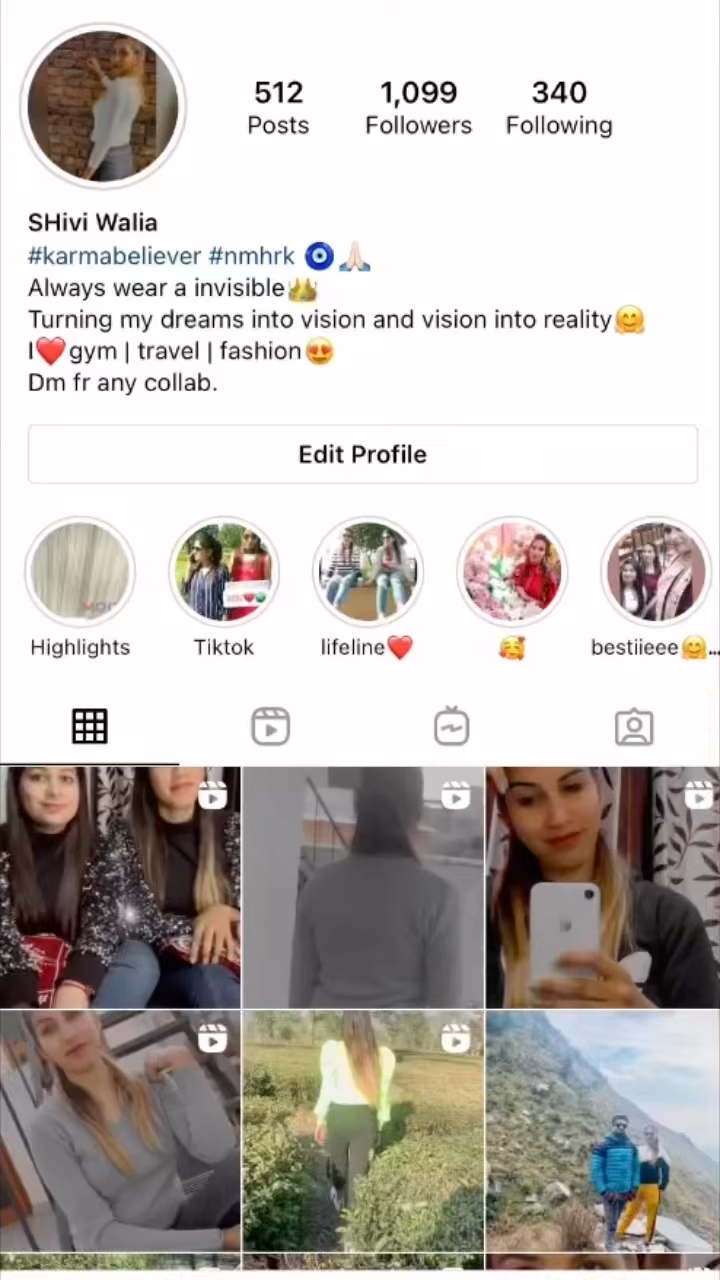 512 1,099 340
Posts Followers Following
SHivi Walia
#karmabeliever #nmhrk 🧿🙏🏻
Always wear a invisible👑
Turning my dreams into vision and vision into reality🤗
I❤️gym | travel | fashion😍
Dm fr any collab.
Edit Profile
Highlights Tiktok lifeline❤️ 🥰 bestiieee🤗...